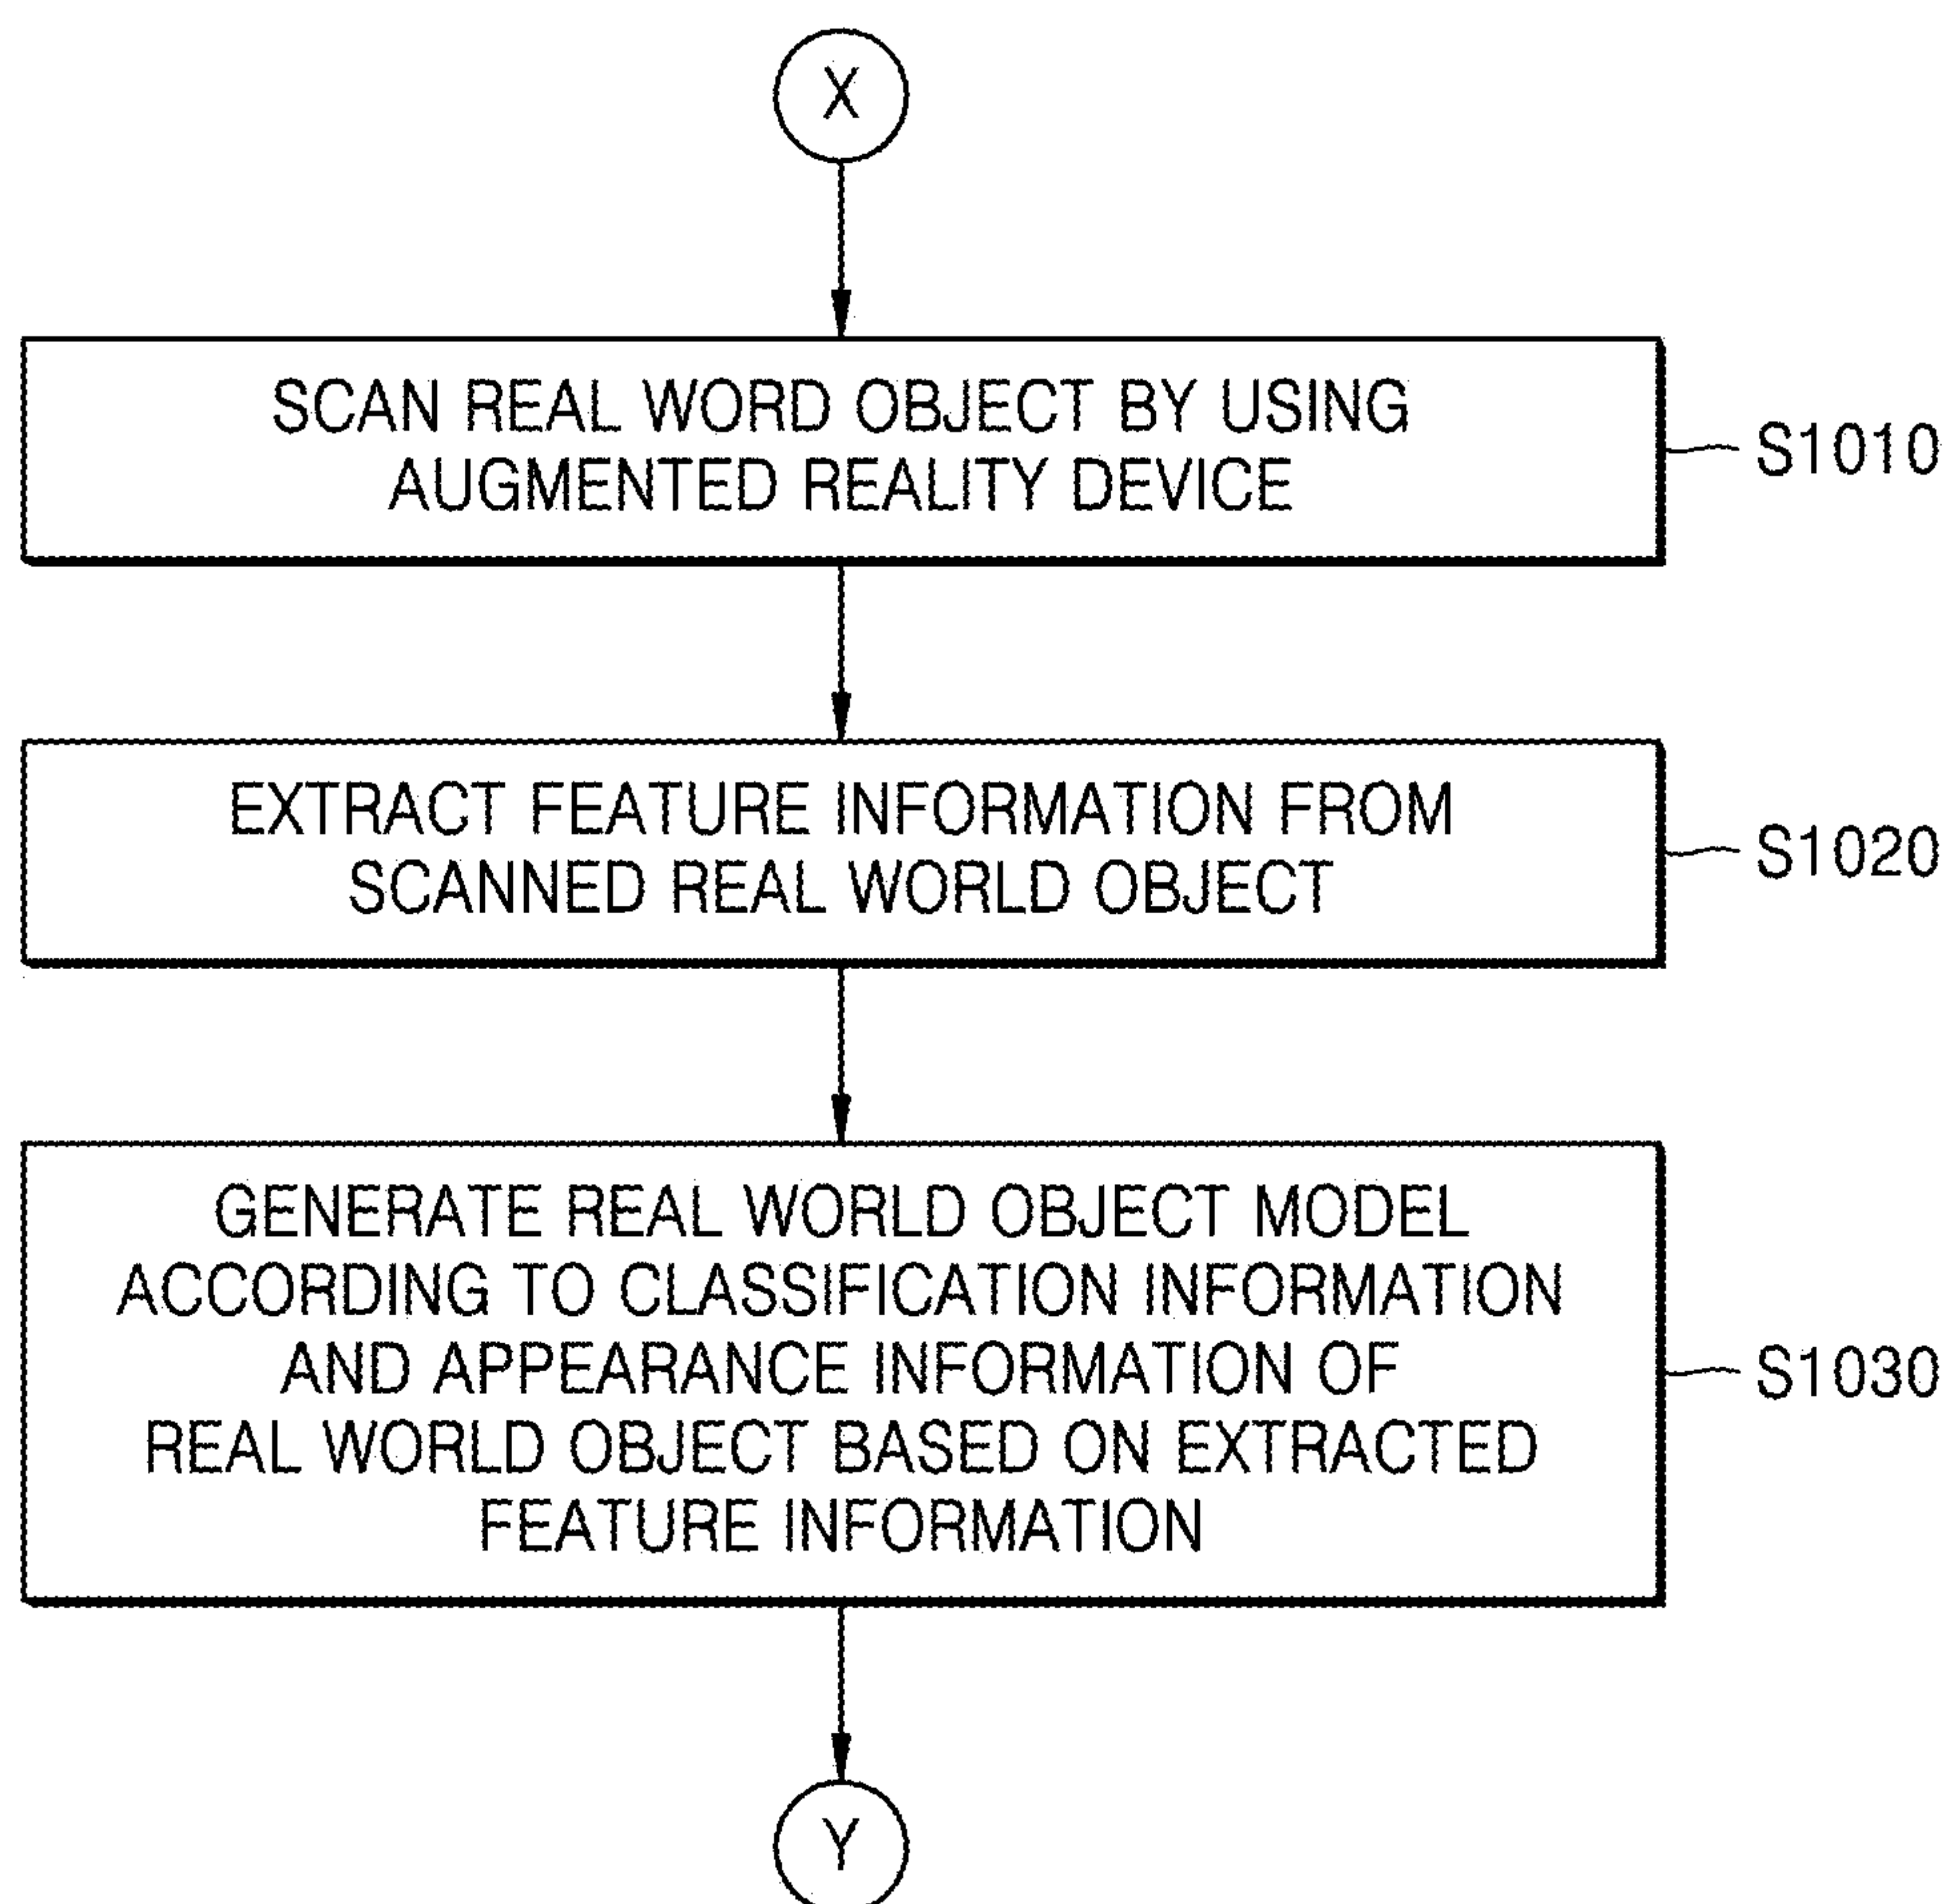 X
SCAN REAL WORD OBJECT BY USING
AUGMENTED REALITY DEVICE
S1010
EXTRACT FEATURE INFORMATION FROM
SCANNED REAL WORLD OBJECT
S1020
GENERATE REAL WORLD OBJECT MODEL
ACCORDING TO CLASSIFICATION INFORMATION
AND APPEARANCE INFORMATION OF
REAL WORLD OBJECT BASED ON EXTRACTED
FEATURE INFORMATION
S1030
Y